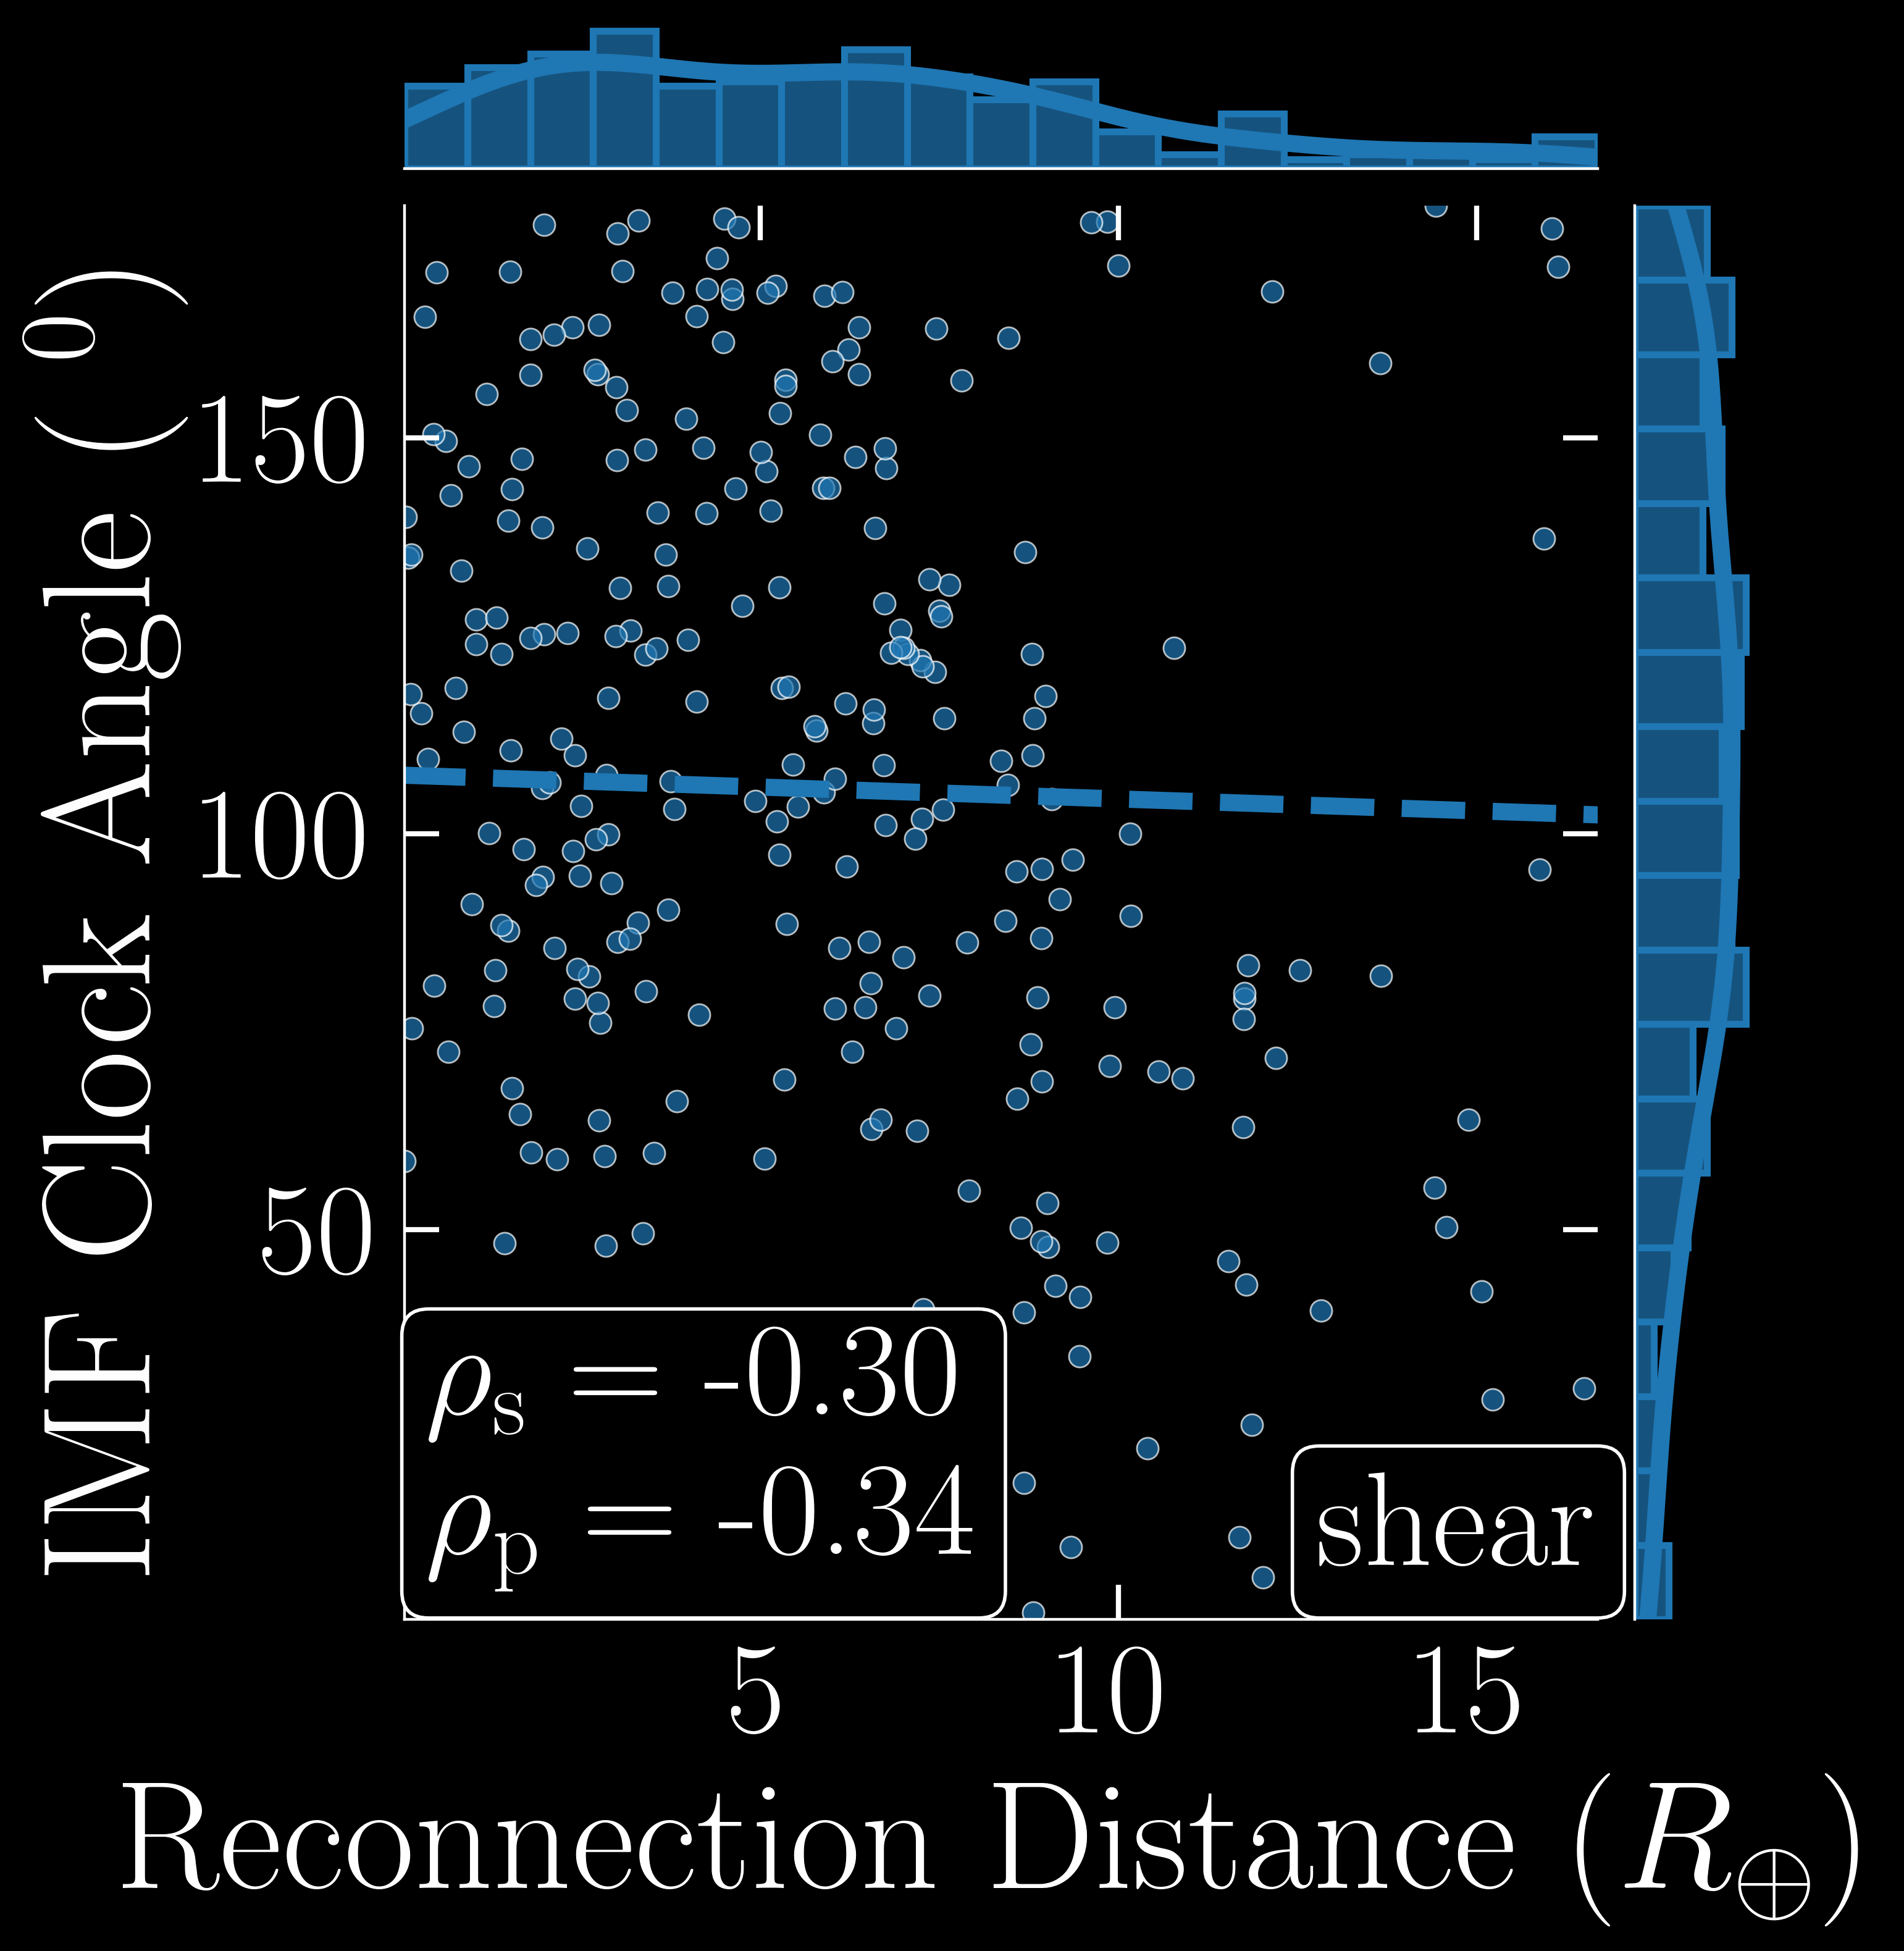 IMF Clock Angle (0)
150
100
50
ρs = -0.30
ρp = -0.34
shear
5 10 15
Reconnection Distance (R⊕)